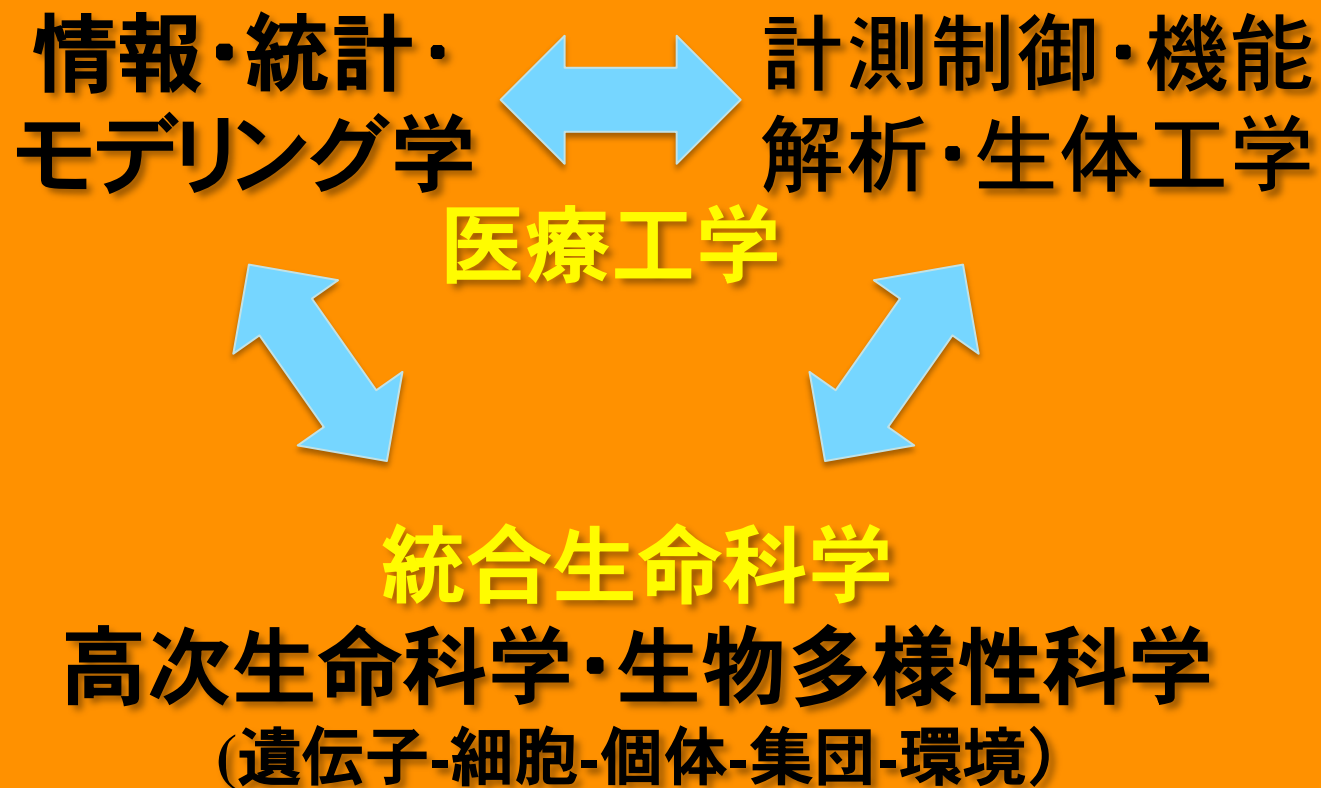 情報・統計・
モデリング学
計測制御・機能
解析・生体工学
医療工学
統合生命科学
高次生命科学・生物多様性科学
(遺伝子-細胞-個体-集団-環境）